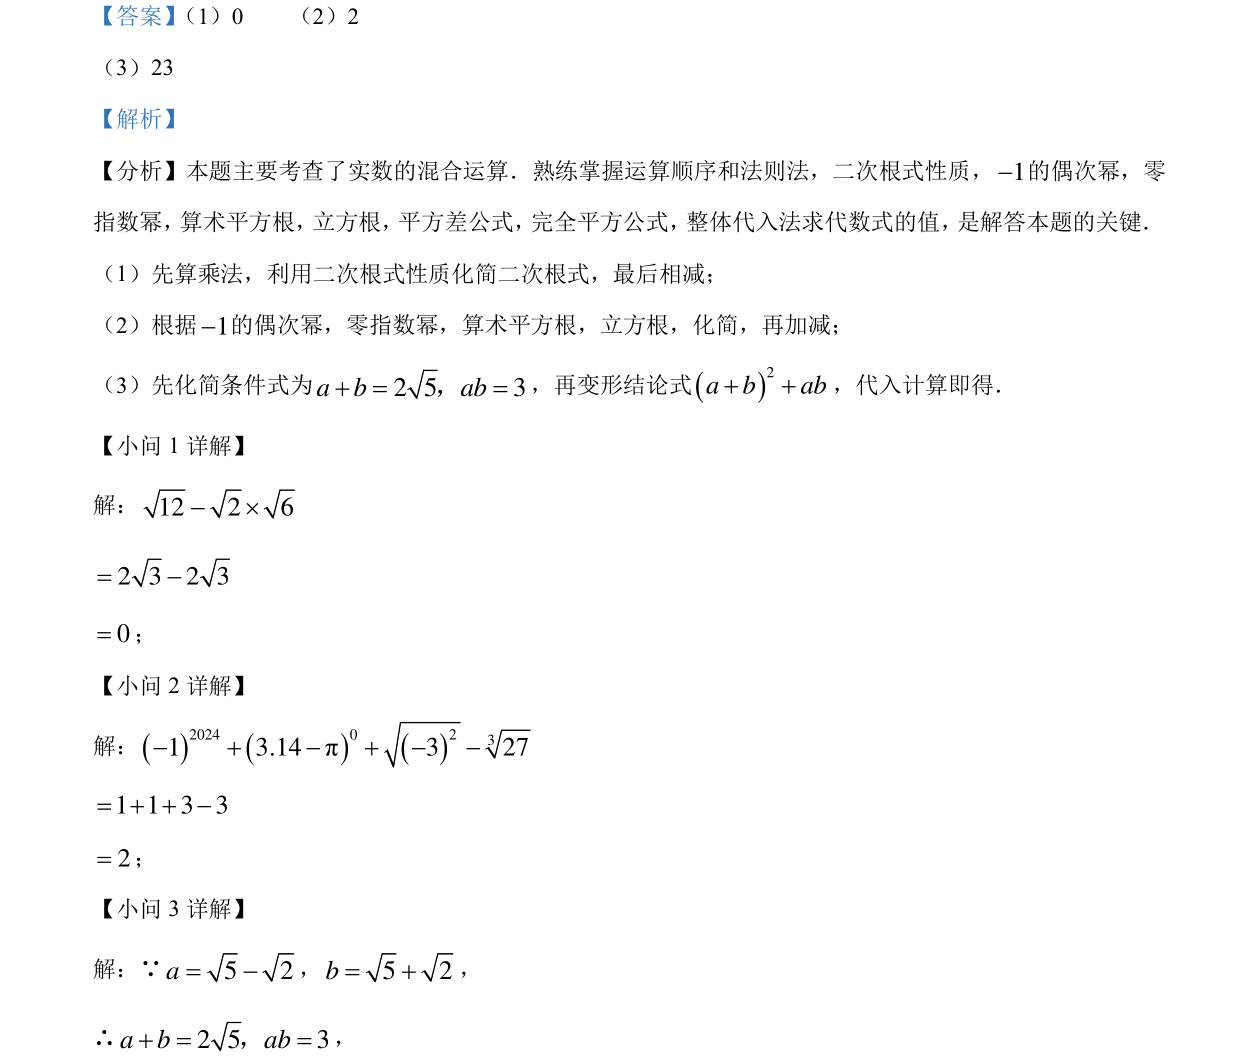 【答案】（1）0 （2）2
（3）23
【解析】
【分析】本题主要考查了实数的混合运算．熟练掌握运算顺序和法则法，二次根式性质，−1的偶次幂，零
指数幂，算术平方根，立方根，平方差公式，完全平方公式，整体代入法求代数式的值，是解答本题的关键．
（1）先算乘法，利用二次根式性质化简二次根式，最后相减；
（2）根据−1的偶次幂，零指数幂，算术平方根，立方根，化简，再加减；
（3）先化简条件式为a+b=2√5，ab=3，再变形结论式(a+b)²+ab，代入计算即得．
【小问 1 详解】
解：√12−√2×√6
=2√3−2√3
=0；
【小问 2 详解】
解：(−1)²⁰²⁴+(3.14−π)⁰+√(−3)²−∛27
=1+1+3−3
=2；
【小问 3 详解】
解：∵a=√5−√2，b=√5+√2，
∴a+b=2√5，ab=3，